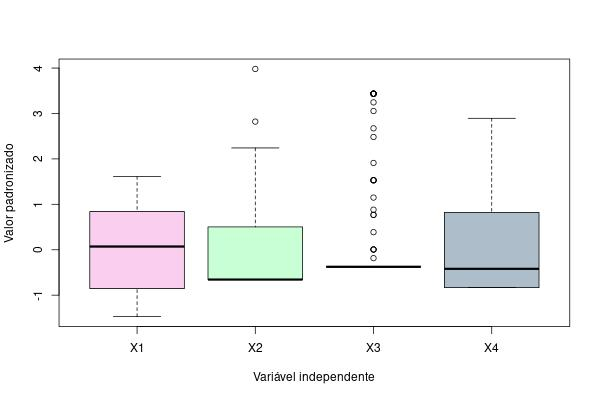 Valor padronizado
4
3
2
1
0
-1
X1 X2 X3 X4
Variável independente